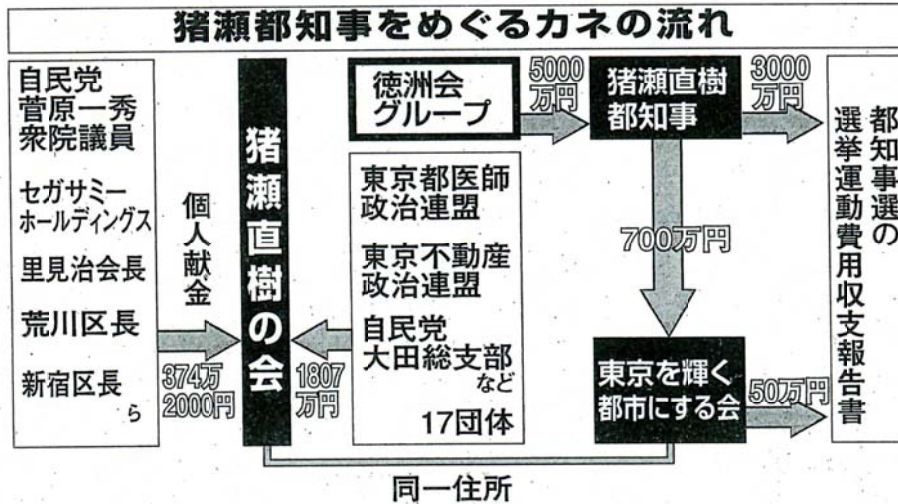 猪瀬都知事をめぐるカネの流れ
自民党
菅原一秀
衆院議員
セガサミー
ホールディングス
里見治会長
荒川区長
新宿区長
ら
個人献金
374万
2000円
猪瀬直樹の会
1807
万円
徳洲会
グループ
東京都医師
政治連盟
東京不動産
政治連盟
自民党
大田総支部
など
17団体
5000
万円
猪瀬直樹
都知事
3000
万円
700万円
東京を輝く
都市にする会
50万円
都知事選の
選挙運動費用収支報告書
同一住所